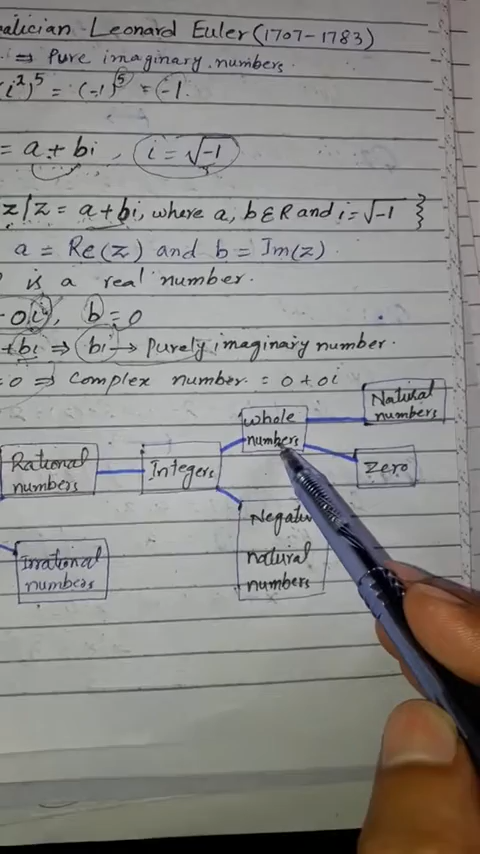 Leonard Euler (1707-1783)
⇒ Pure imaginary numbers.
(i²)⁵ = (-1)⁵ = -1
= a + bi, i = √-1
z/z = a+bi, where a, b ∈ R and i = √-1 }
a = Re(z) and b = Im(z)
is a real number.
0i, b = 0
+bi ⇒ bi → Purely imaginary number.
=0 ⇒ Complex number = 0 + 0i
Natural
numbers
Whole
numbers
Zero
Rational
numbers
Integers
Negative
natural
numbers
Irrational
numbers